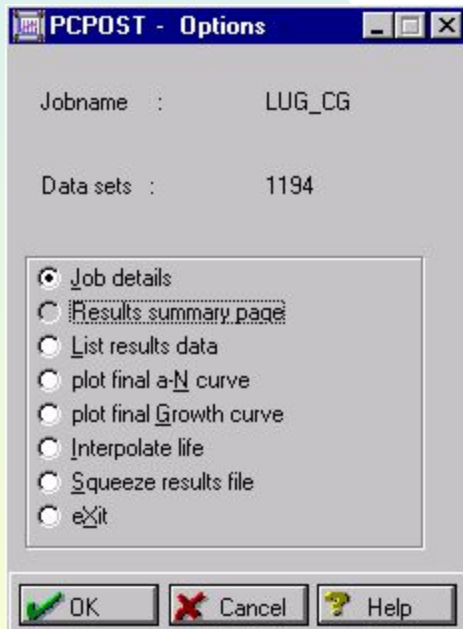 PCPOST - Options
Jobname : LUG_CG
Data sets : 1194
Job details
Results summary page
List results data
plot final a-N curve
plot final Growth curve
Interpolate life
Squeeze results file
eXit
OK Cancel Help